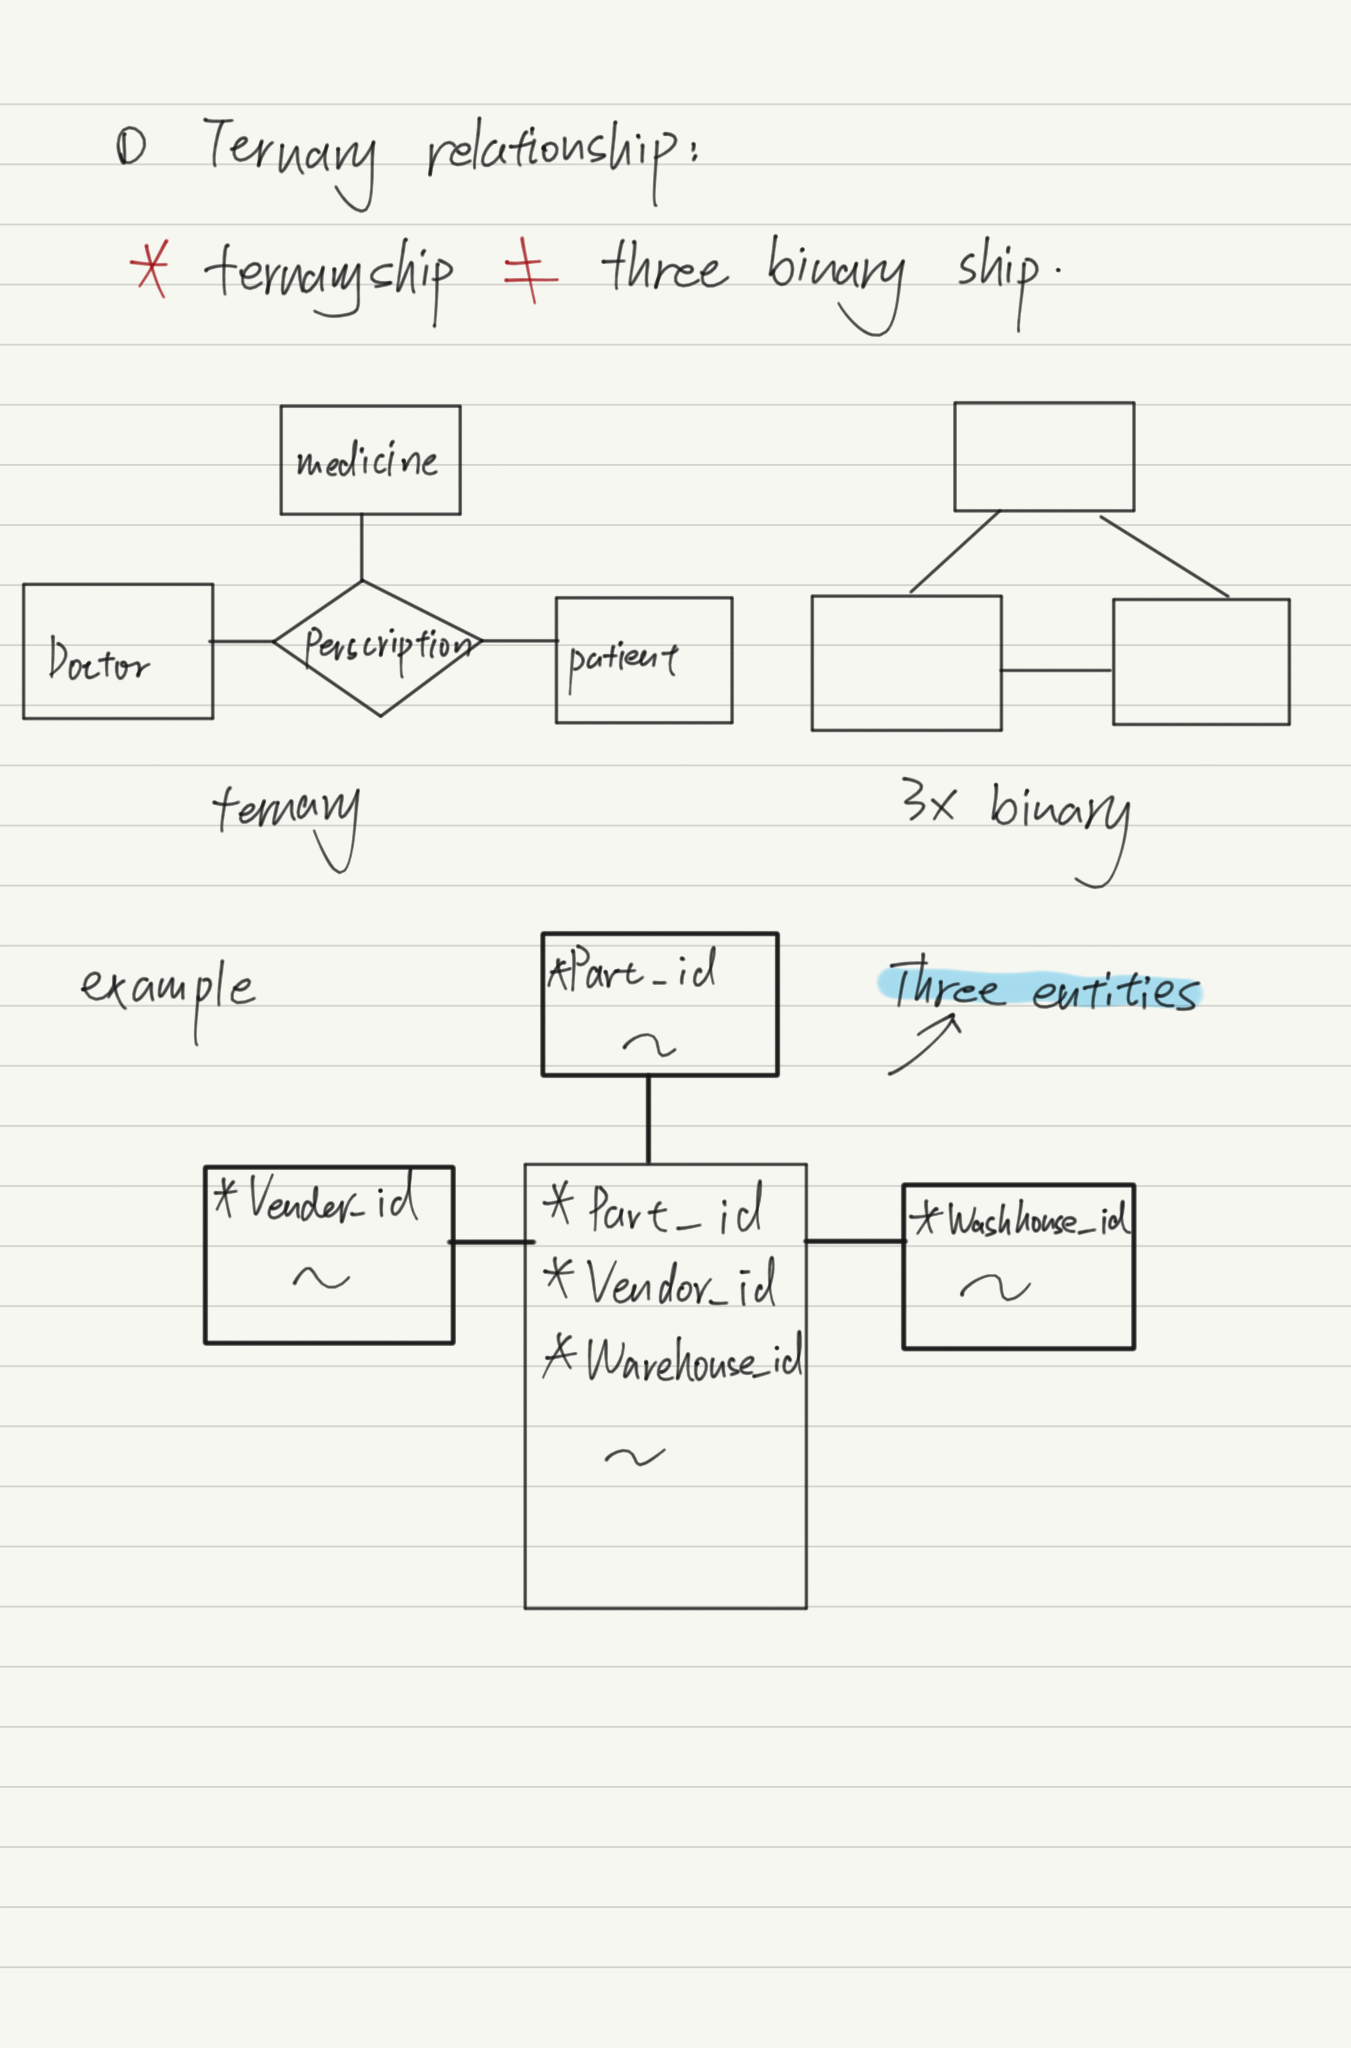 O Ternary relationship:
* ternaryship ≠ three binary ship.
medicine
Doctor
Perscription
patient
ternary
3x binary
example
*Part_id
Three entities
*Vender_id
*Part_id
*Vendor_id
*Warehouse_id
*Washhouse_id